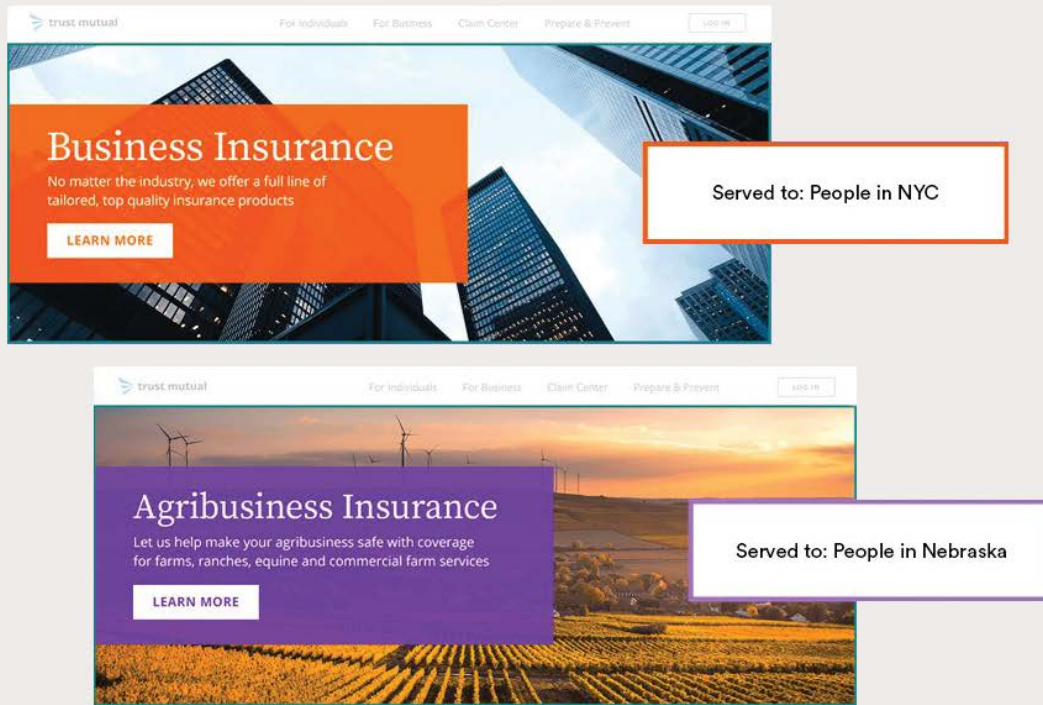 trust mutual
For Individuals
For Business
Claim Center
Prepare & Prevent
LOG IN
Business Insurance
No matter the industry, we offer a full line of
tailored, top quality insurance products
LEARN MORE
Served to: People in NYC
trust mutual
For Individuals
For Business
Claim Center
Prepare & Prevent
LOG IN
Agribusiness Insurance
Let us help make your agribusiness safe with coverage
for farms, ranches, equine and commercial farm services
LEARN MORE
Served to: People in Nebraska